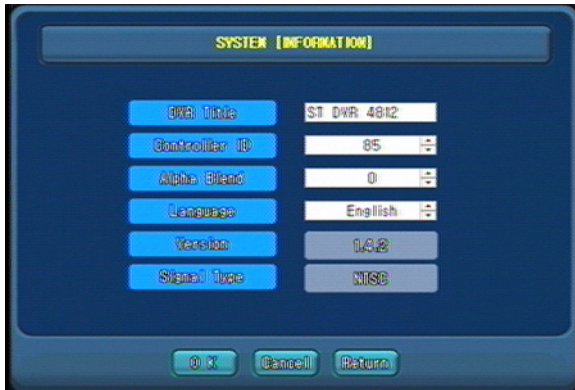 SYSTEM [INFORMATION]
DVR Title ST DVR 4812
Controller ID 85
Alpha Blend 0
Language English
Version 1.4.2
Signal Type NTSC
O K Cancel Return